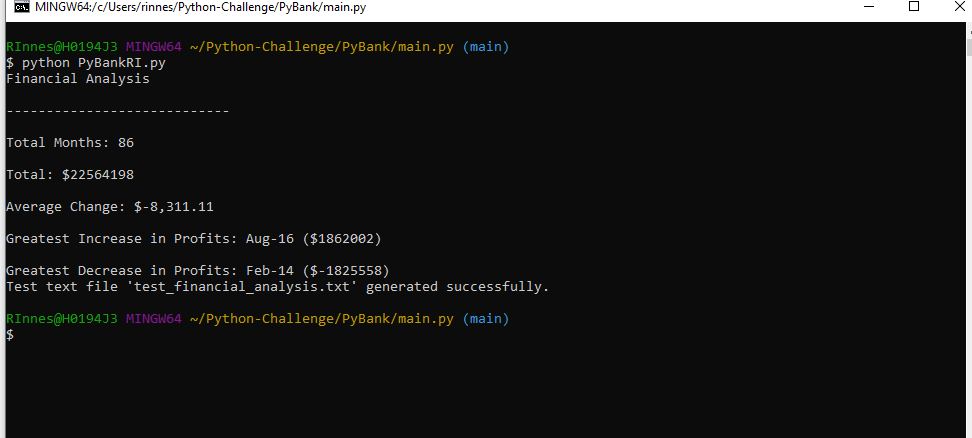 MINGW64:/c/Users/rinnes/Python-Challenge/PyBank/main.py
RInnes@H0194J3 MINGW64 ~/Python-Challenge/PyBank/main.py (main)
$ python PyBankRI.py
Financial Analysis
----------------------------
Total Months: 86
Total: $22564198
Average Change: $-8,311.11
Greatest Increase in Profits: Aug-16 ($1862002)
Greatest Decrease in Profits: Feb-14 ($-1825558)
Test text file 'test_financial_analysis.txt' generated successfully.
RInnes@H0194J3 MINGW64 ~/Python-Challenge/PyBank/main.py (main)
$